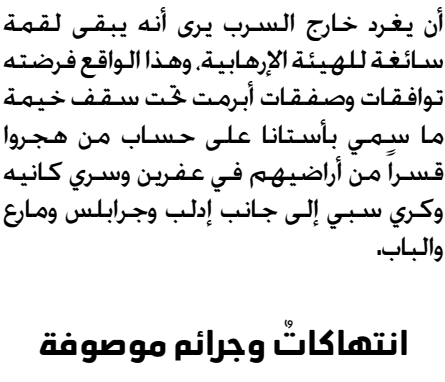 أن يغرد خارج السرب يرى أنه يبقى لقمة
سائغة للهيئة الإرهابية، وهذا الواقع فرضته
توافقات وصفقات أبرمت تحت سقف خيمة
ما سمي بأستانا على حساب من هجروا
قسراً من أراضيهم في عفرين وسري كانيه
وكري سبي إلى جانب إدلب وجرابلس ومارع
والباب.
انتهاكاتٌ وجرائم موصوفة